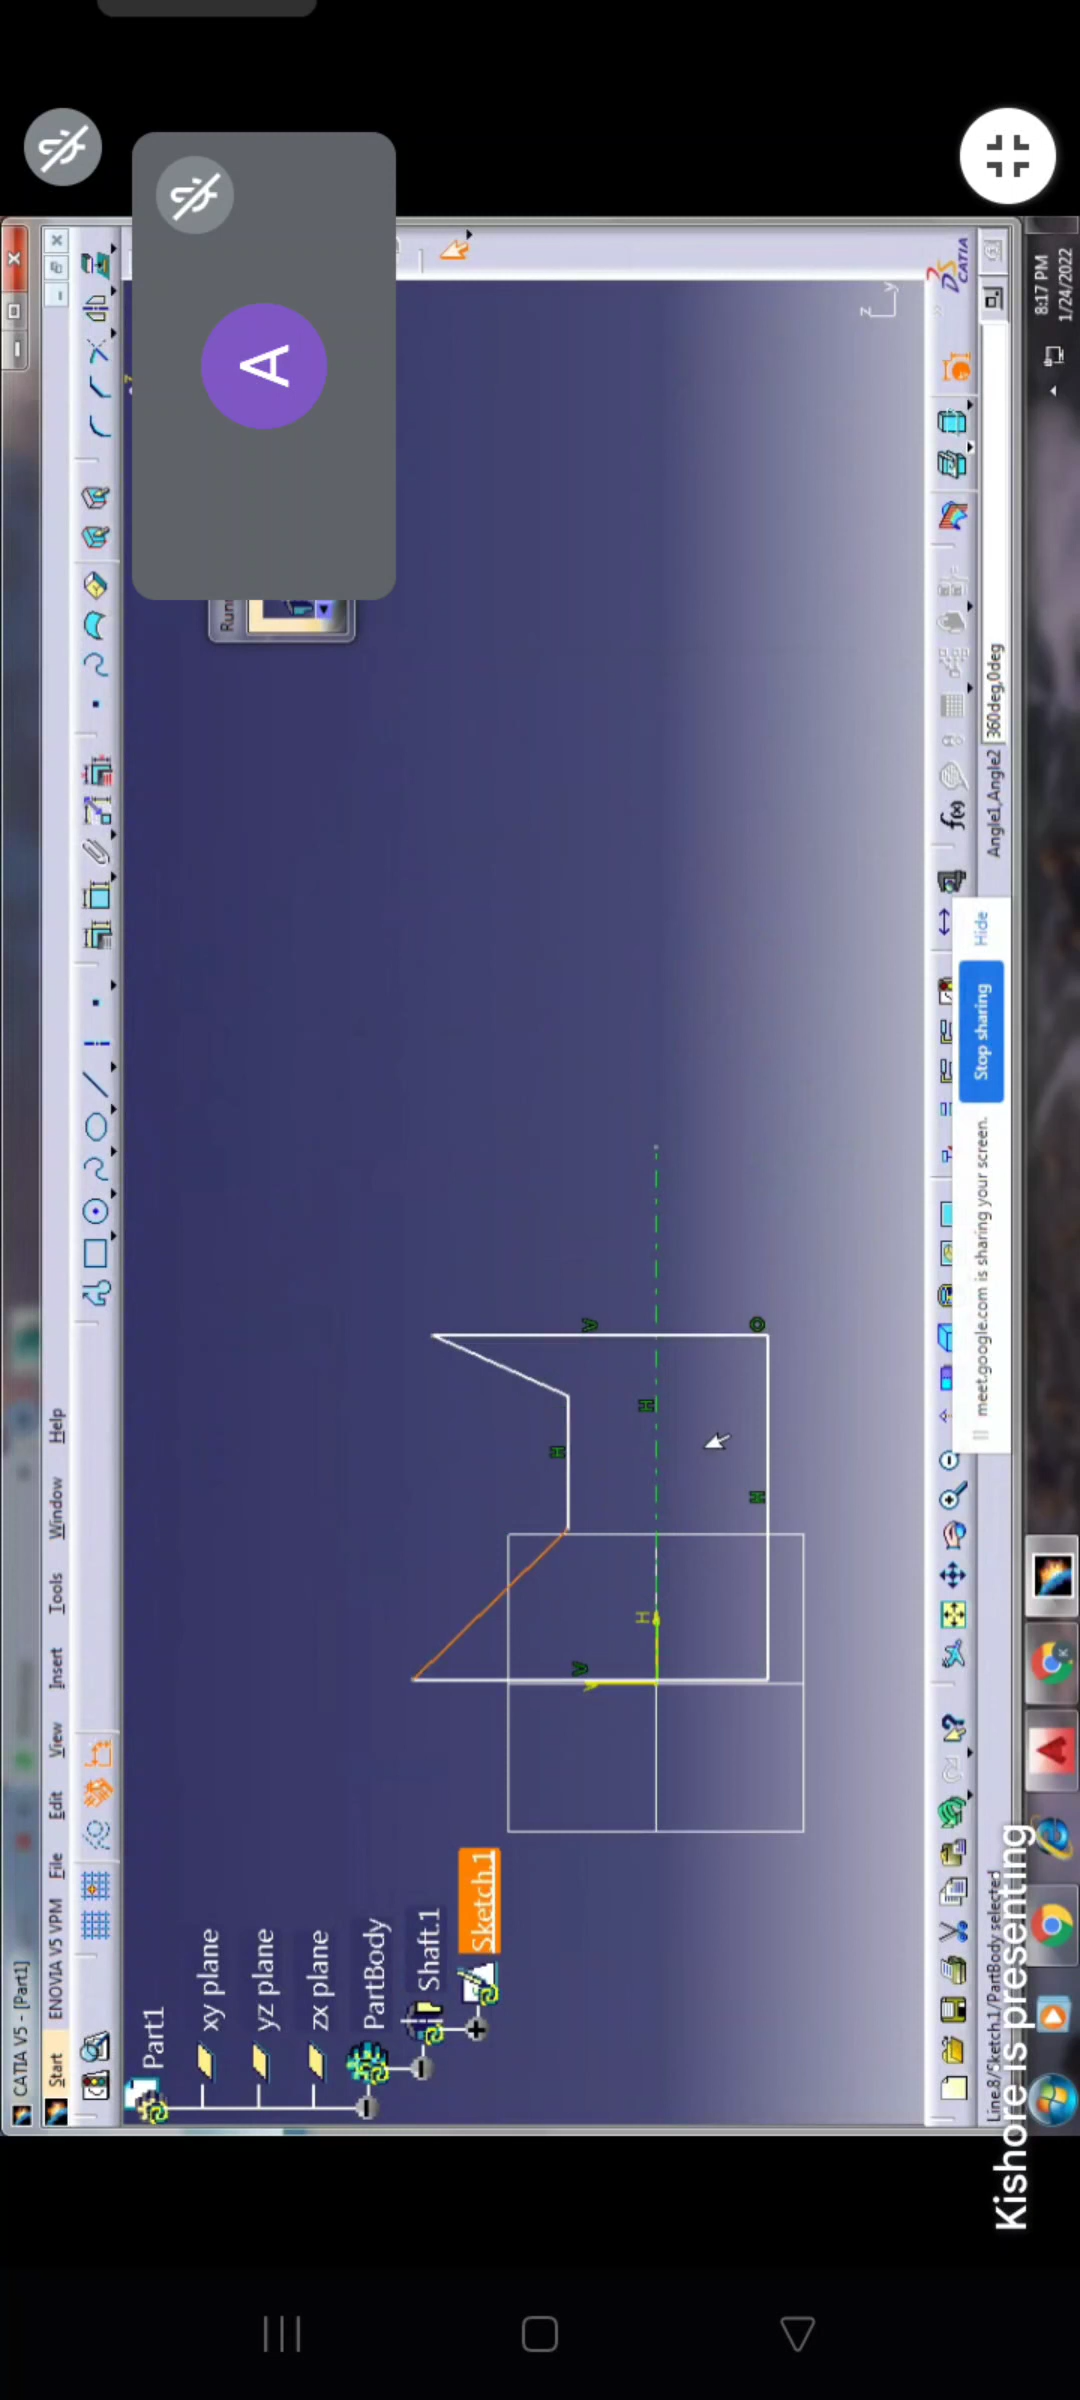 CATIA V5 - [Part1]
Start ENOVIA V5 VPM File Edit View Insert Tools Window Help
A
Part1
xy plane
yz plane
zx plane
PartBody
Shaft.1
Sketch.1
V
H
H
V
H
H
V
z
y
f(x)
DS CATIA
Line.8/Sketch.1/PartBody selected
meet.google.com is sharing your screen.
Stop sharing
Hide
Angle1,Angle2
360deg,0deg
8:17 PM
1/24/2022
Kishore is presenting